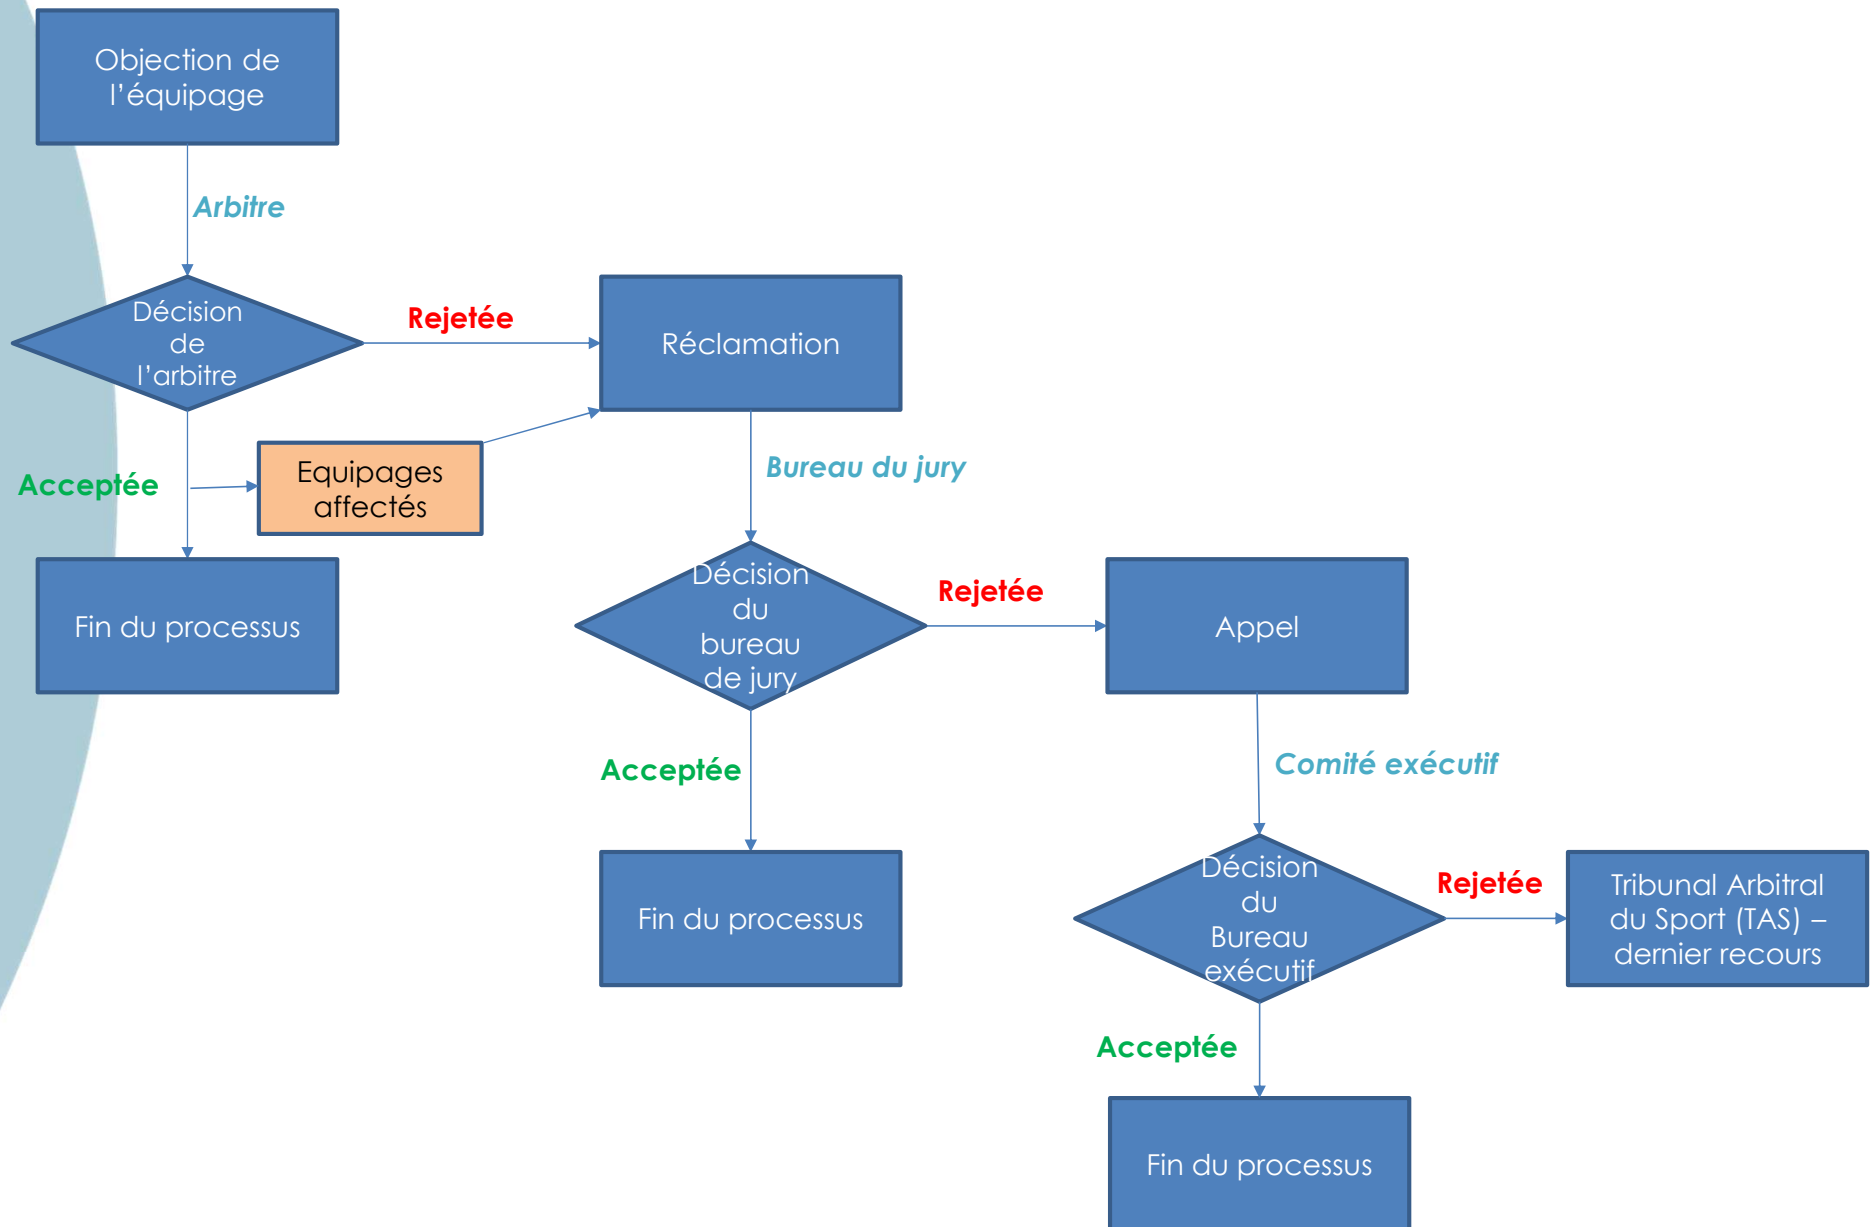 Objection de
l'équipage
Arbitre
Décision
de
l'arbitre
Rejetée
Réclamation
Acceptée
Equipages
affectés
Bureau du jury
Fin du processus
Décision
du
bureau
de jury
Rejetée
Appel
Acceptée
Comité exécutif
Fin du processus
Décision
du
Bureau
exécutif
Rejetée
Tribunal Arbitral
du Sport (TAS) –
dernier recours
Acceptée
Fin du processus